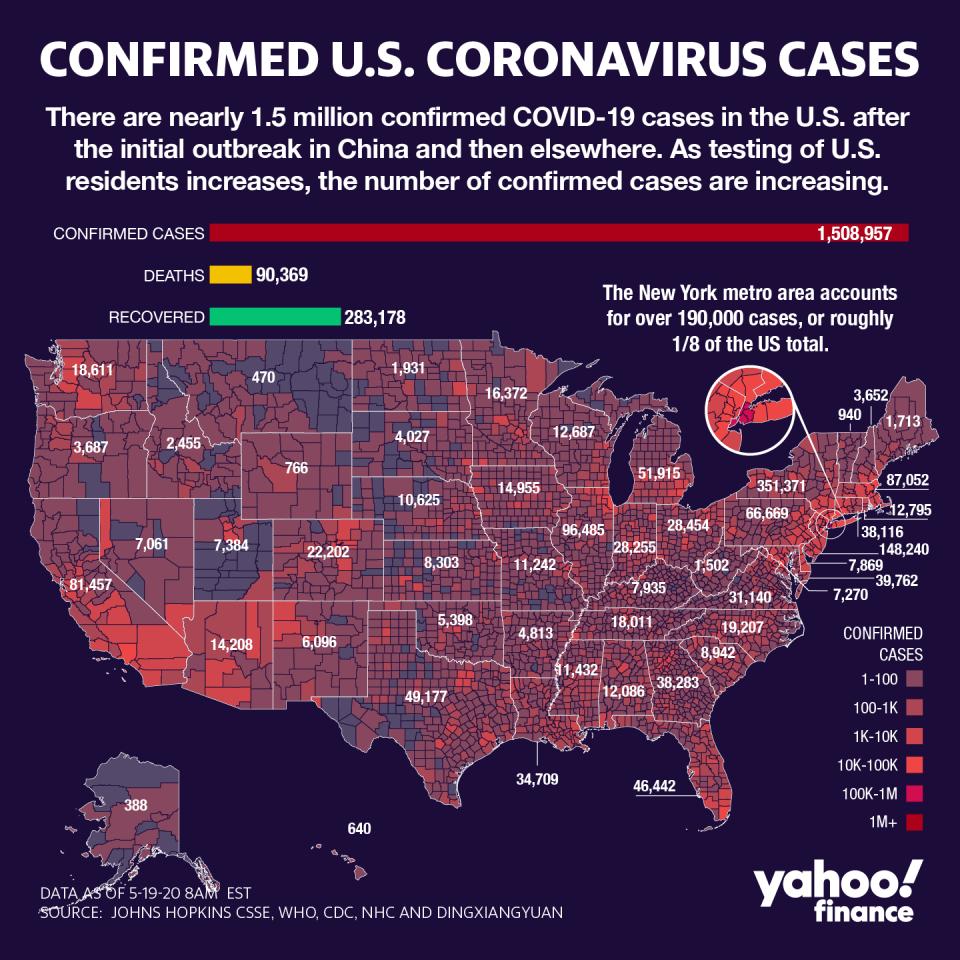 CONFIRMED U.S. CORONAVIRUS CASES
There are nearly 1.5 million confirmed COVID-19 cases in the U.S. after
the initial outbreak in China and then elsewhere. As testing of U.S.
residents increases, the number of confirmed cases are increasing.
CONFIRMED CASES 1,508,957
DEATHS 90,369
RECOVERED 283,178
The New York metro area accounts
for over 190,000 cases, or roughly
1/8 of the US total.
18,611
470
1,931
16,372
3,652
940
1,713
3,687
2,455
4,027
12,687
766
51,915
87,052
10,625
14,955
351,371
12,795
66,669
38,116
7,061
7,384
22,202
96,485
28,255
28,454
148,240
8,303
11,242
1,502
7,869
39,762
81,457
7,935
31,140
7,270
14,208
6,096
5,398
4,813
18,011
19,207
8,942
11,432
12,086
38,283
49,177
34,709
46,442
388
640
CONFIRMED
CASES
1-100
100-1K
1K-10K
10K-100K
100K-1M
1M+
DATA AS OF 5-19-20 8AM EST
SOURCE: JOHNS HOPKINS CSSE, WHO, CDC, NHC AND DINGXIANGYUAN
yahoo!
finance